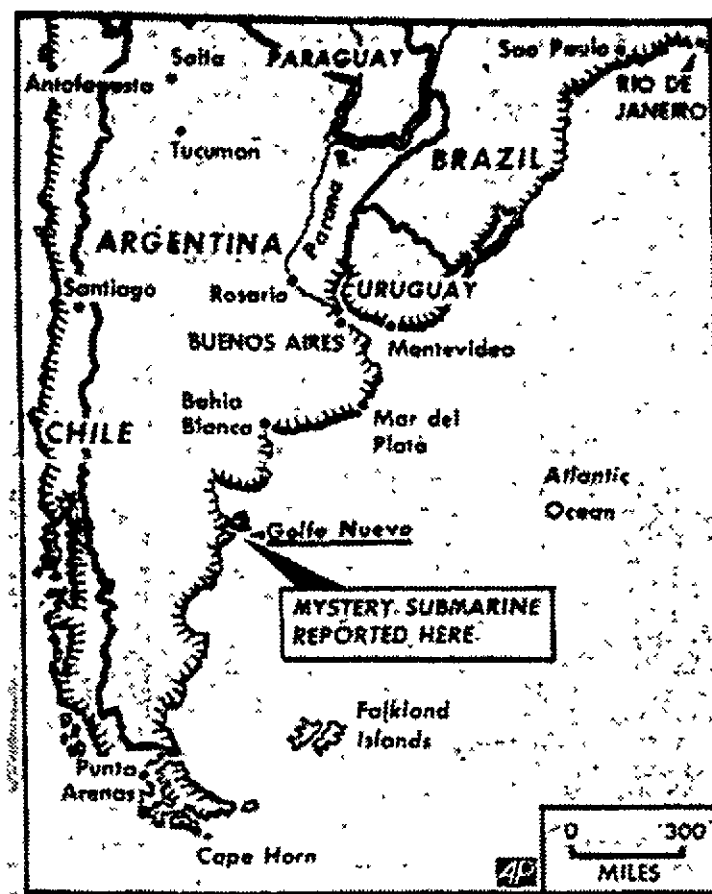 Salta
PARAGUAY
Sao Paulo
Antofagasta
RIO DE
JANEIRO
Tucuman
BRAZIL
Parana
ARGENTINA
Santiago
Rosario
URUGUAY
BUENOS AIRES
Montevideo
Bahia
Blanca
Mar del
Plata
CHILE
Atlantic
Ocean
Golfo Nuevo
MYSTERY SUBMARINE
REPORTED HERE
Falkland
Islands
Punta
Arenas
Cape Horn
0 300
MILES
AP